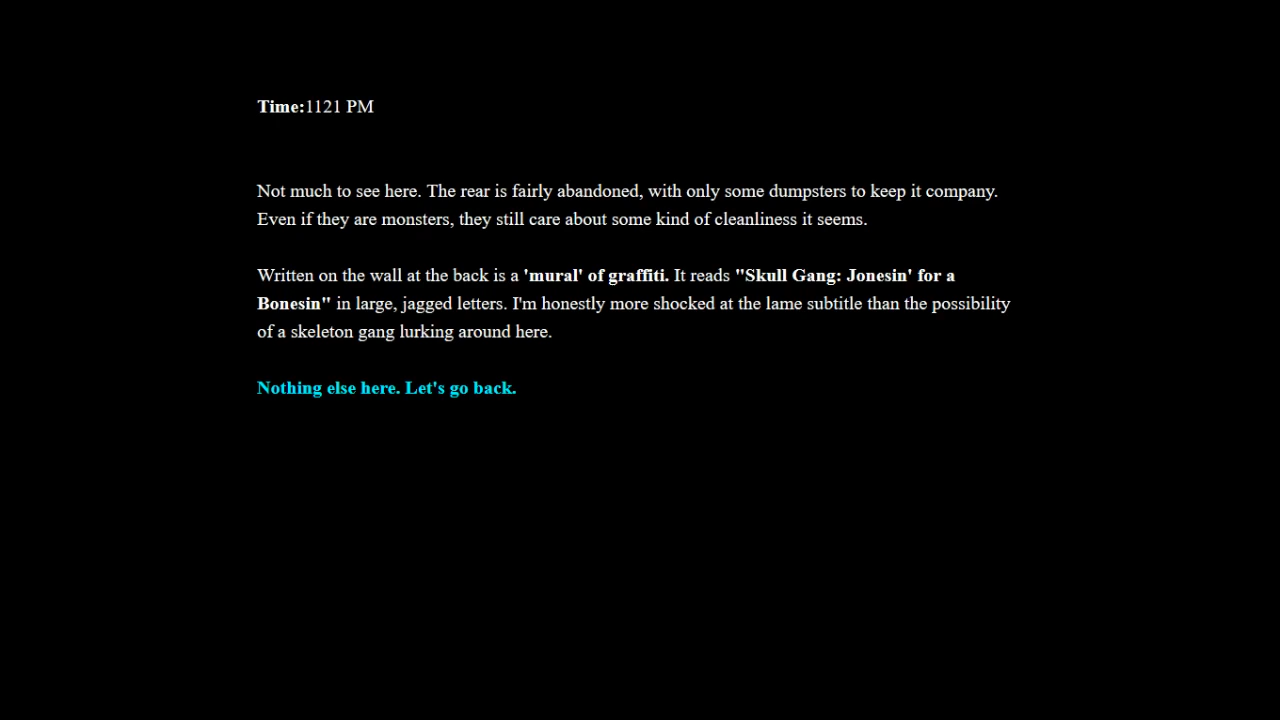 Time:1121 PM
Not much to see here. The rear is fairly abandoned, with only some dumpsters to keep it company.
Even if they are monsters, they still care about some kind of cleanliness it seems.
Written on the wall at the back is a 'mural' of graffiti. It reads "Skull Gang: Jonesin' for a
Bonesin" in large, jagged letters. I'm honestly more shocked at the lame subtitle than the possibility
of a skeleton gang lurking around here.
Nothing else here. Let's go back.